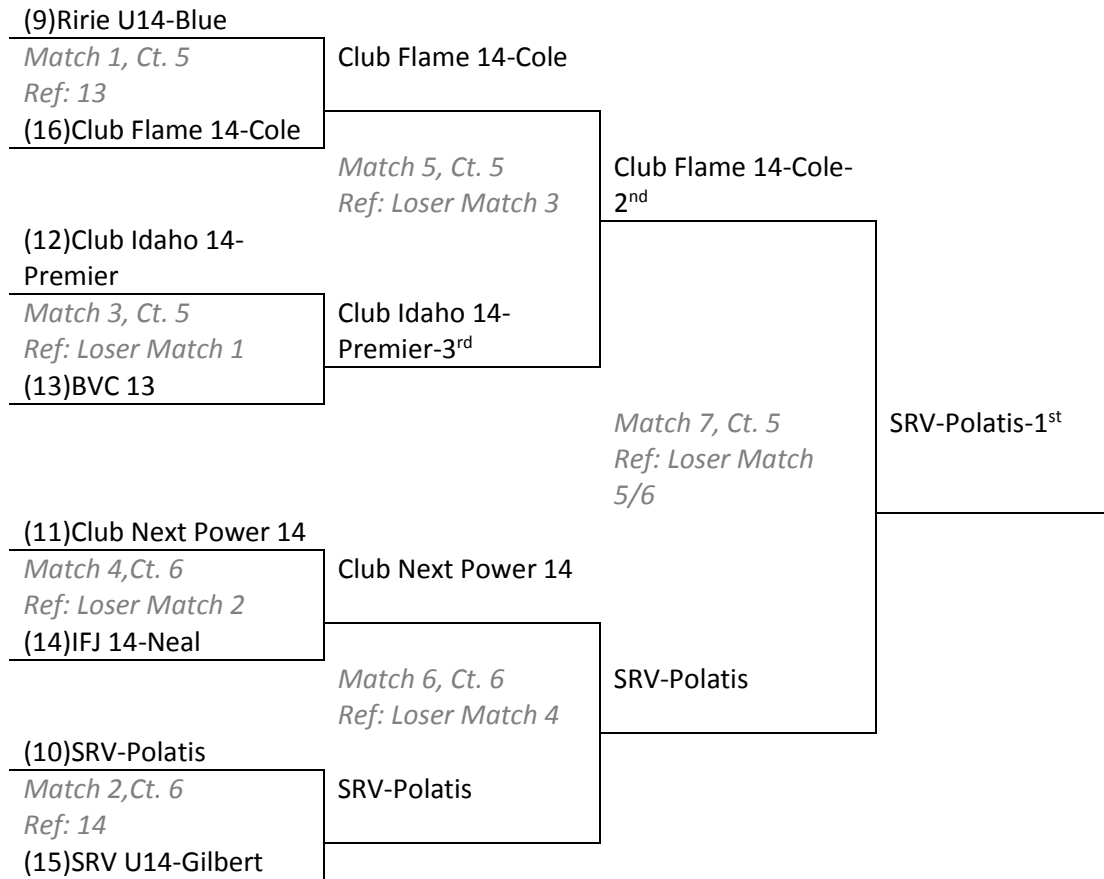 (9)Ririe U14-Blue
Match 1, Ct. 5
Ref: 13
(16)Club Flame 14-Cole
Club Flame 14-Cole
Match 5, Ct. 5
Ref: Loser Match 3
Club Flame 14-Cole-
2nd
(12)Club Idaho 14-
Premier
Match 3, Ct. 5
Ref: Loser Match 1
(13)BVC 13
Club Idaho 14-
Premier-3rd
Match 7, Ct. 5
Ref: Loser Match
5/6
SRV-Polatis-1st
(11)Club Next Power 14
Match 4,Ct. 6
Ref: Loser Match 2
(14)IFJ 14-Neal
Club Next Power 14
Match 6, Ct. 6
Ref: Loser Match 4
SRV-Polatis
(10)SRV-Polatis
Match 2,Ct. 6
Ref: 14
(15)SRV U14-Gilbert
SRV-Polatis